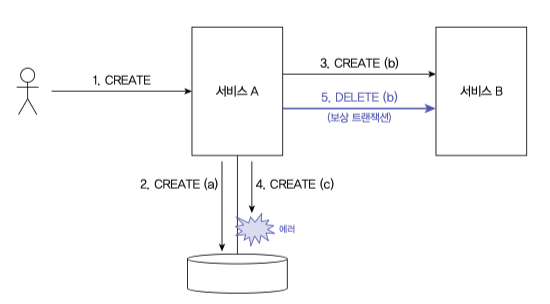 1. CREATE
서비스 A
3. CREATE (b)
5. DELETE (b)
(보상 트랜잭션)
서비스 B
2. CREATE (a)
4. CREATE (c)
에러